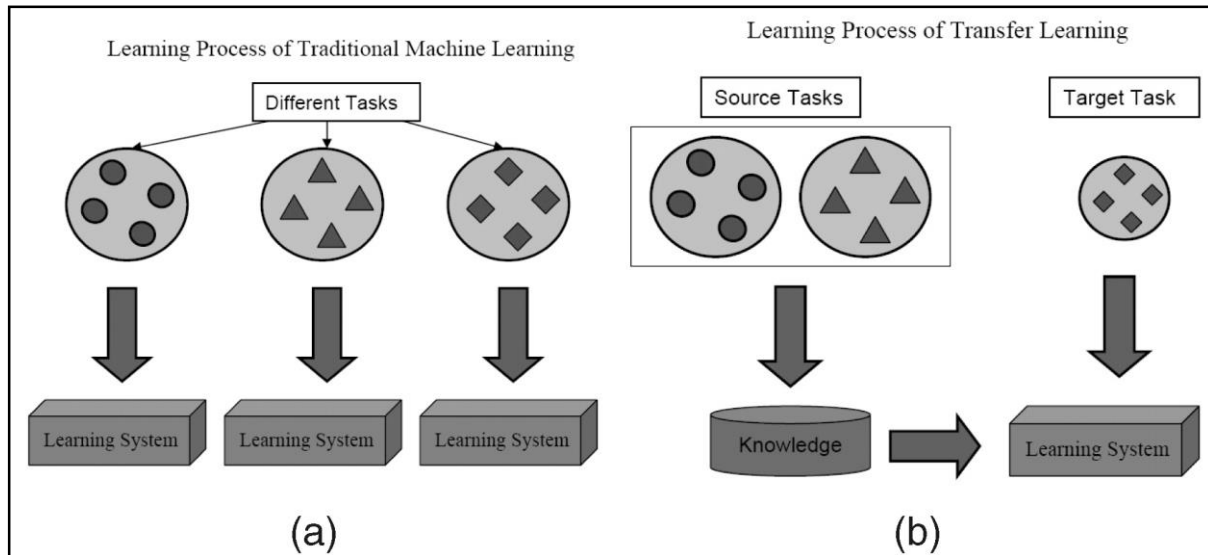 Learning Process of Traditional Machine Learning
Different Tasks
Learning System
Learning System
Learning System
(a)
Learning Process of Transfer Learning
Source Tasks
Target Task
Knowledge
Learning System
(b)